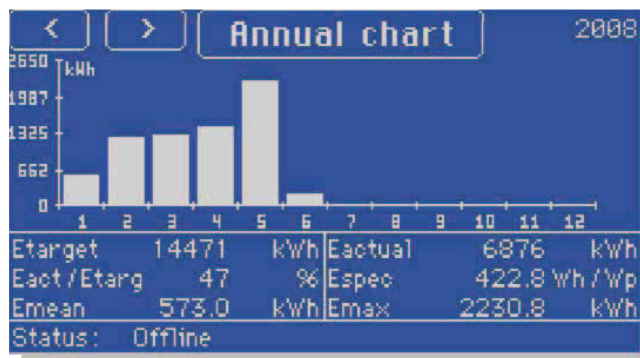 < > Annual chart 2008
2650 kWh
1987
1325
662
0
1 2 3 4 5 6 7 8 9 10 11 12
Etarget 14471 kWh Eactual 6876 kWh
Eact/Etarg 47 % Espec 422.8 Wh/Wp
Emean 573.0 kWh Emax 2230.8 kWh
Status: Offline